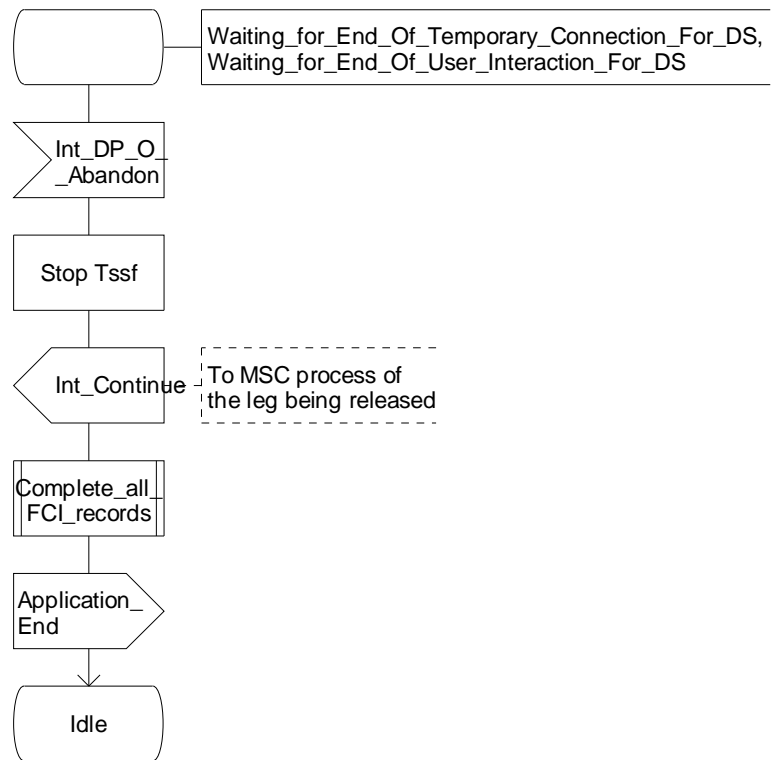 Waiting_for_End_Of_Temporary_Connection_For_DS,
Waiting_for_End_Of_User_Interaction_For_DS
Int_DP_O_
_Abandon
Stop Tssf
Int_Continue
To MSC process of
the leg being released
Complete_all_
FCI_records
Application_
End
Idle